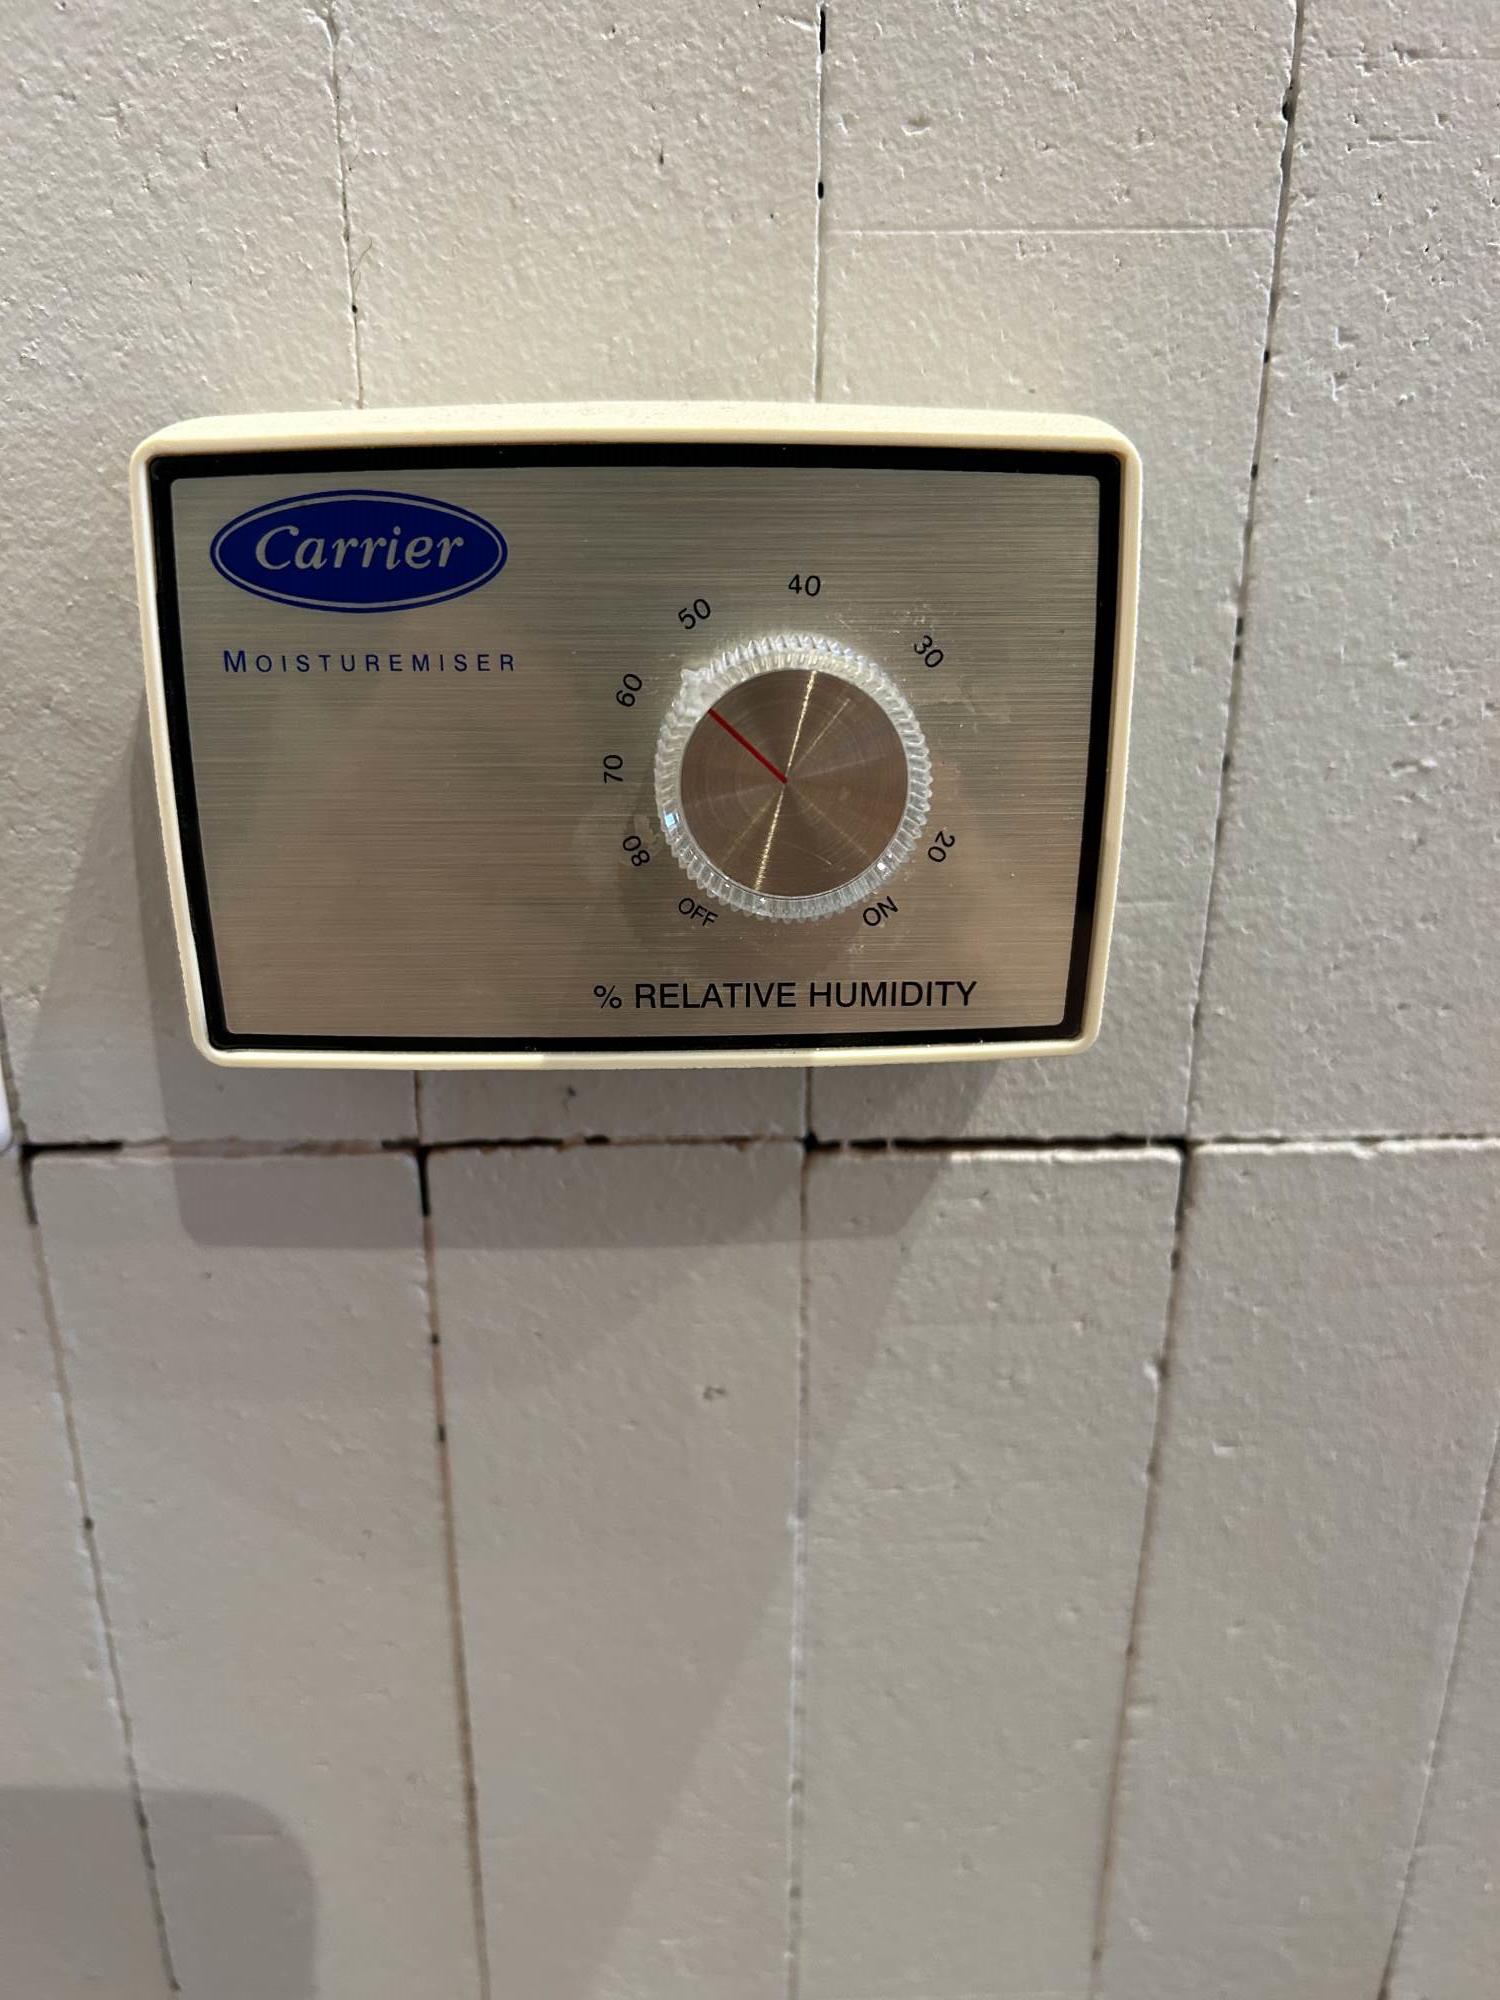 Carrier
MOISTUREMISER
40
50
30
60
70
80
20
OFF
ON
% RELATIVE HUMIDITY